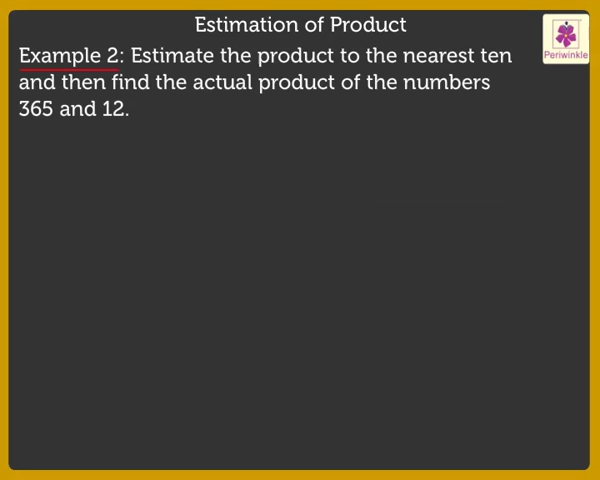 Estimation of Product
Periwinkle
Example 2: Estimate the product to the nearest ten
and then find the actual product of the numbers
365 and 12.